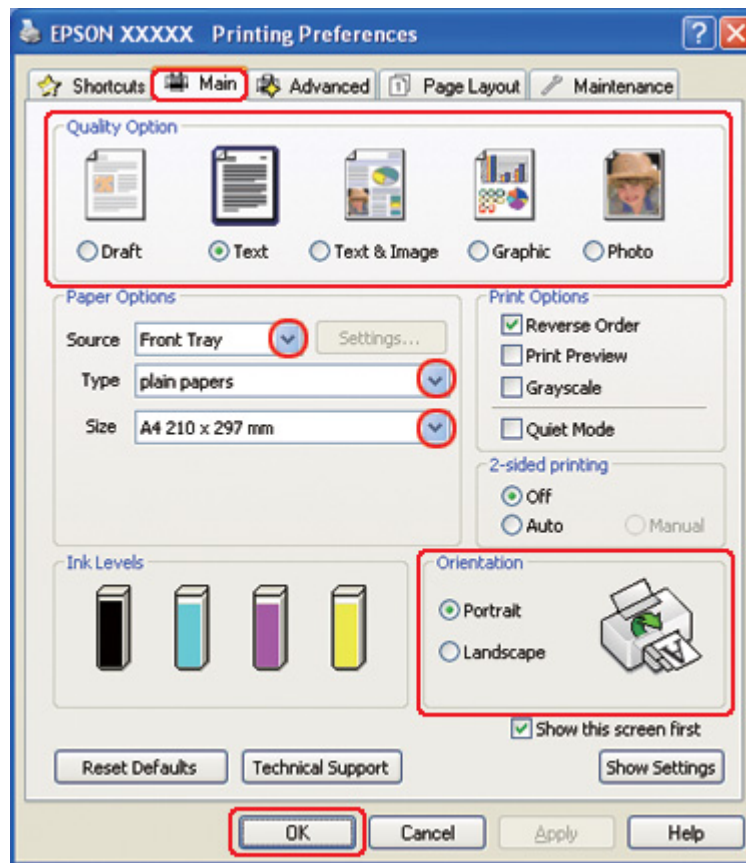 EPSON XXXXX Printing Preferences
Shortcuts Main Advanced 1 Page Layout Maintenance
Quality Option
Draft Text Text & Image Graphic Photo
Paper Options
Source Front Tray Settings...
Type plain papers
Size A4 210 x 297 mm
Print Options
Reverse Order
Print Preview
Grayscale
Quiet Mode
2-sided printing
Off
Auto Manual
Ink Levels
Orientation
Portrait
Landscape
A
Show this screen first
Reset Defaults Technical Support Show Settings
OK Cancel Apply Help